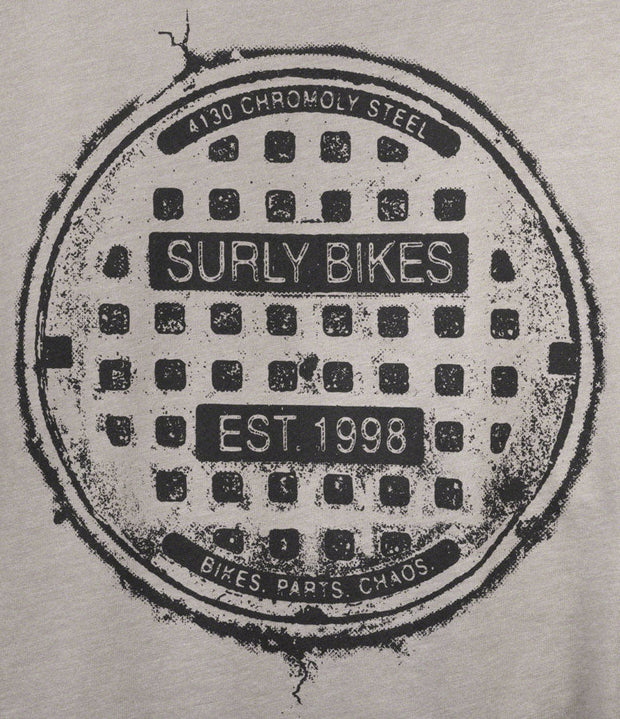 4130 CHROMOLY STEEL
SURLY BIKES
EST. 1998
BIKES. PARTS. CHAOS.